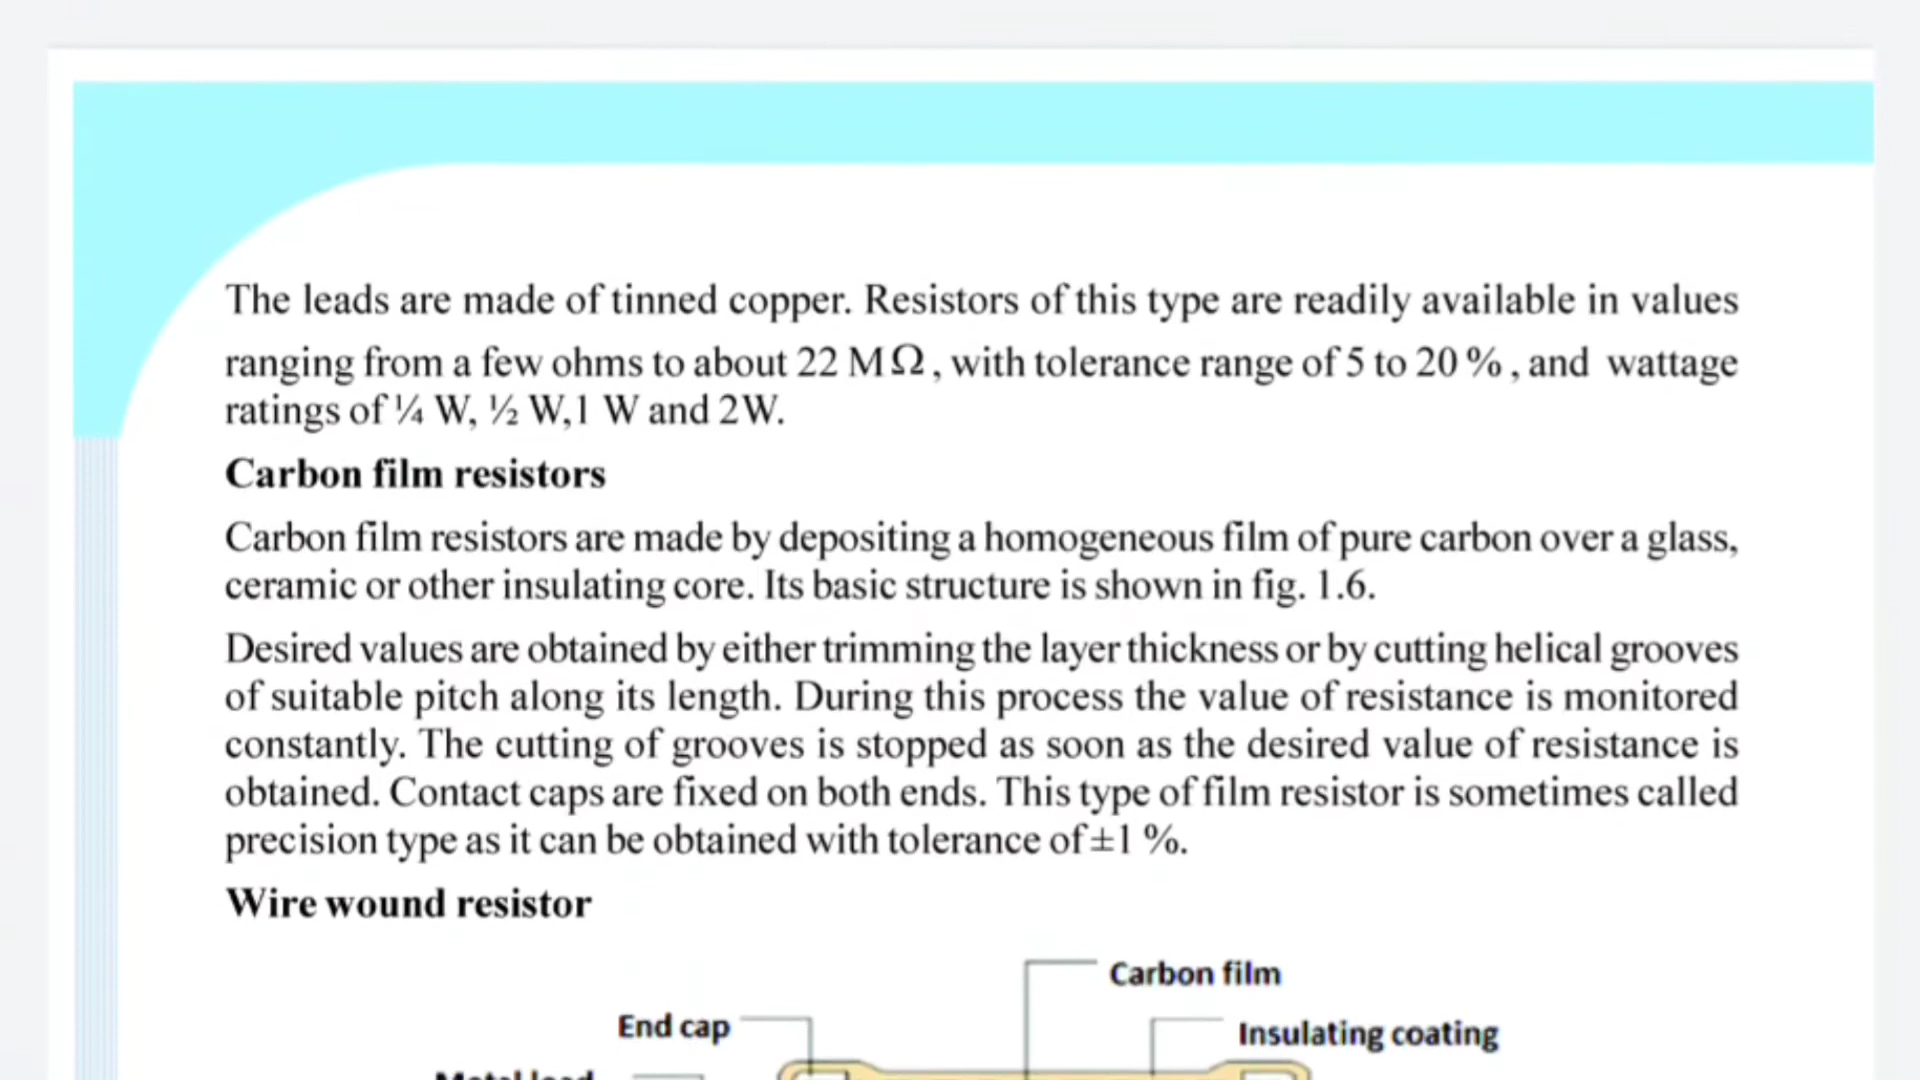 The leads are made of tinned copper. Resistors of this type are readily available in values
ranging from a few ohms to about 22 MΩ, with tolerance range of 5 to 20 %, and wattage
ratings of ¼ W, ½ W,1 W and 2W.
Carbon film resistors
Carbon film resistors are made by depositing a homogeneous film of pure carbon over a glass,
ceramic or other insulating core. Its basic structure is shown in fig. 1.6.
Desired values are obtained by either trimming the layer thickness or by cutting helical grooves
of suitable pitch along its length. During this process the value of resistance is monitored
constantly. The cutting of grooves is stopped as soon as the desired value of resistance is
obtained. Contact caps are fixed on both ends. This type of film resistor is sometimes called
precision type as it can be obtained with tolerance of ±1 %.
Wire wound resistor
Carbon film
End cap
Insulating coating